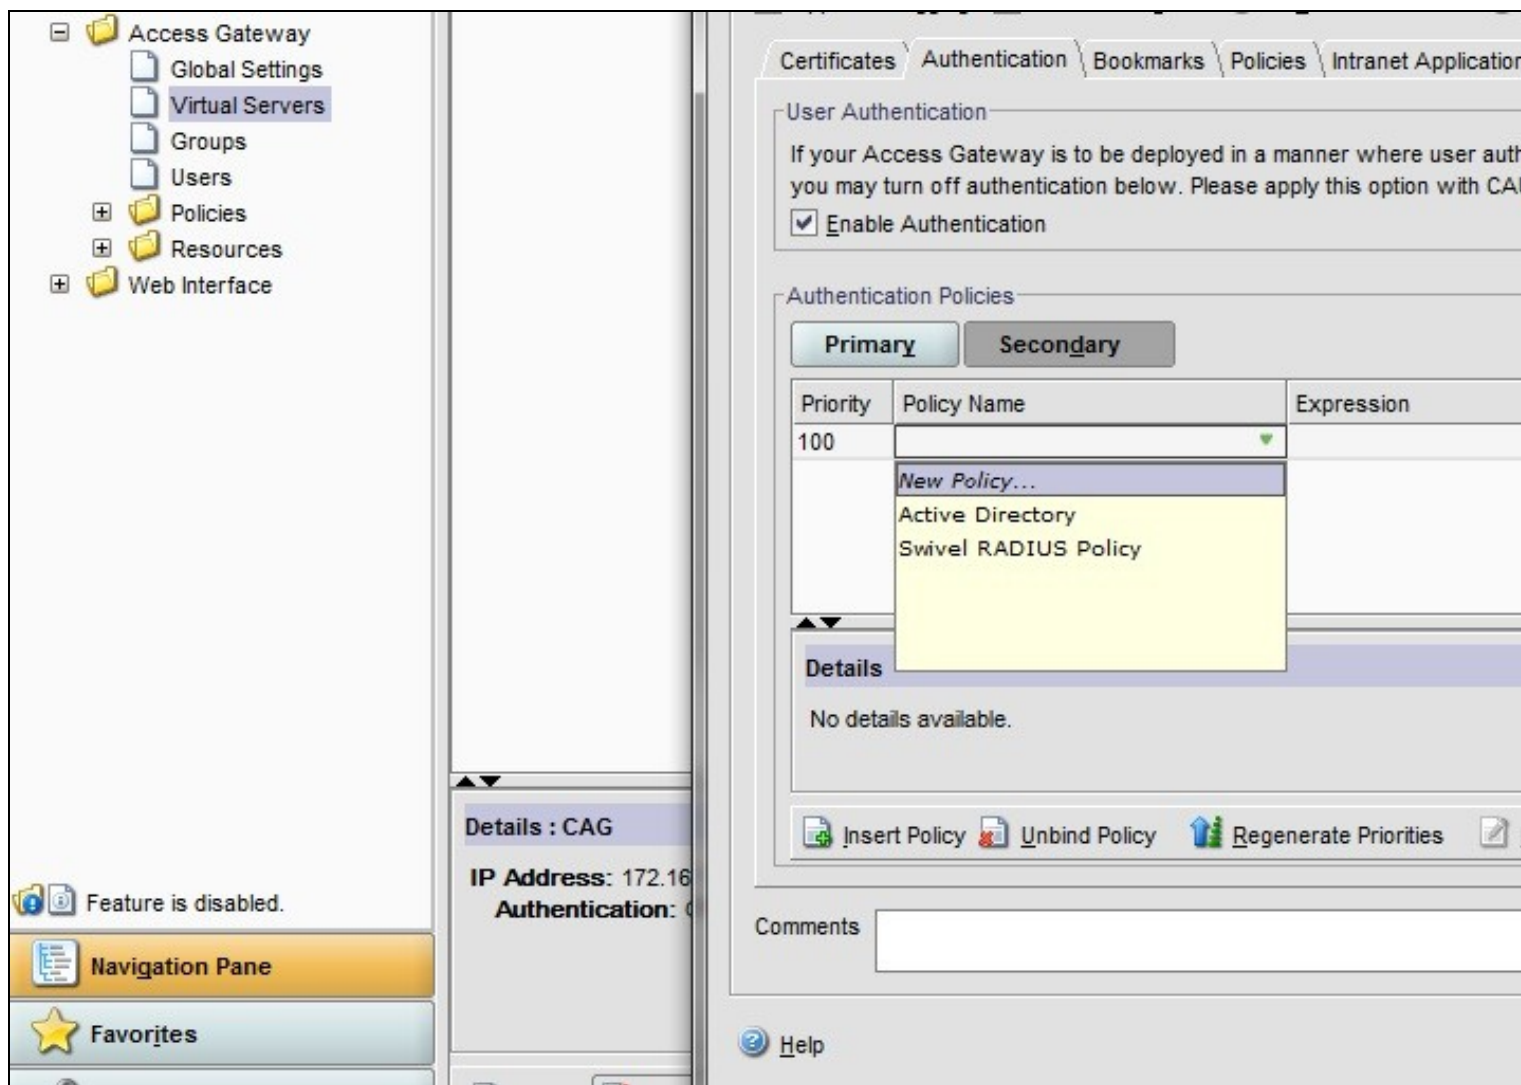 Access Gateway
Global Settings
Virtual Servers
Groups
Users
Policies
Resources
Web Interface
Feature is disabled.
Navigation Pane
Favorites
Details : CAG
IP Address: 172.16
Authentication:
Certificates Authentication Bookmarks Policies Intranet Application
User Authentication
If your Access Gateway is to be deployed in a manner where user auth
you may turn off authentication below. Please apply this option with CAU
Enable Authentication
Authentication Policies
Primary Secondary
Priority Policy Name Expression
100
New Policy...
Active Directory
Swivel RADIUS Policy
Details
No details available.
Insert Policy Unbind Policy Regenerate Priorities
Comments
Help